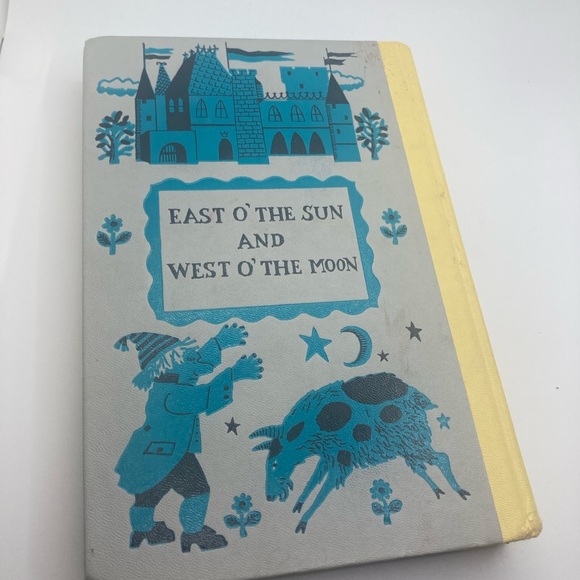 EAST O' THE SUN
AND
WEST O' THE MOON